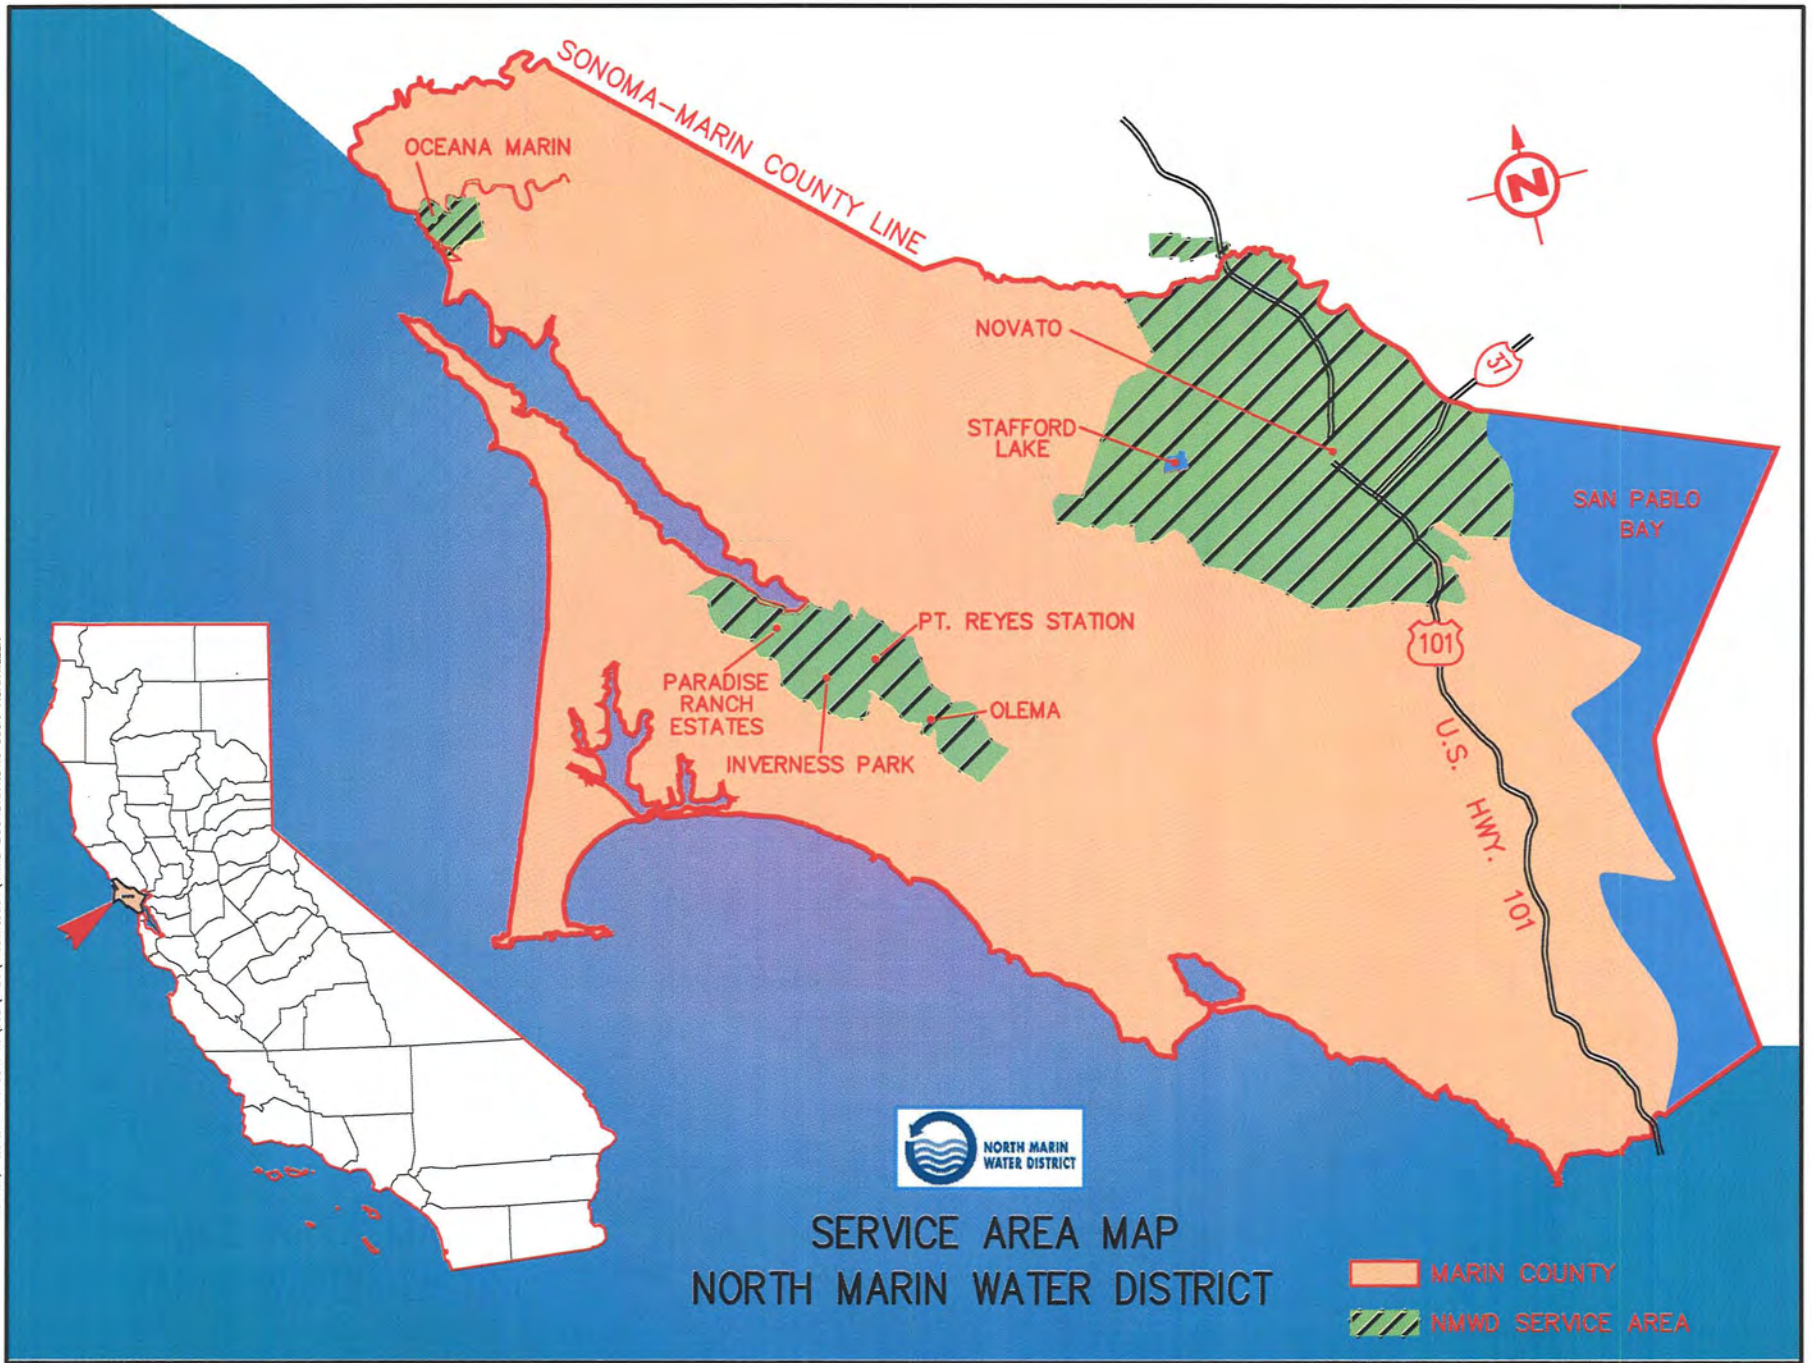 SONOMA-MARIN COUNTY LINE
OCEANA MARIN
N
NOVATO
37
STAFFORD
LAKE
SAN PABLO
BAY
PT. REYES STATION
101
PARADISE
RANCH
ESTATES
OLEMA
INVERNESS PARK
U.S. HWY. 101
NORTH MARIN
WATER DISTRICT
SERVICE AREA MAP
NORTH MARIN WATER DISTRICT
MARIN COUNTY
NMWD SERVICE AREA